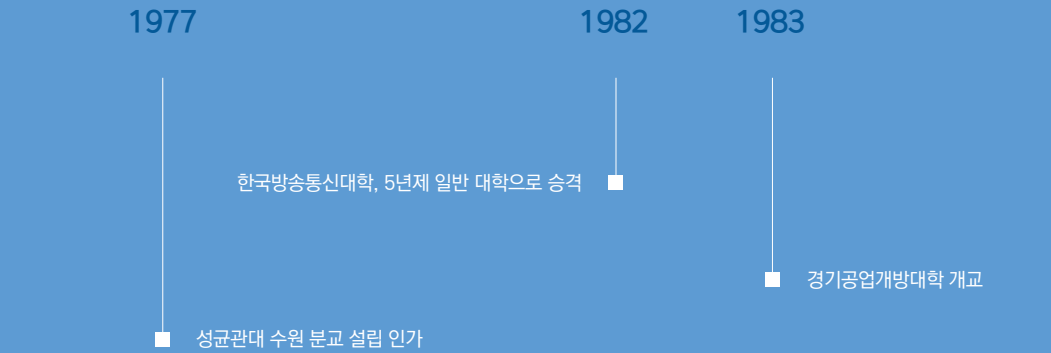 1977
1982
1983
한국방송통신대학, 5년제 일반 대학으로 승격
경기공업개방대학 개교
성균관대 수원 분교 설립 인가